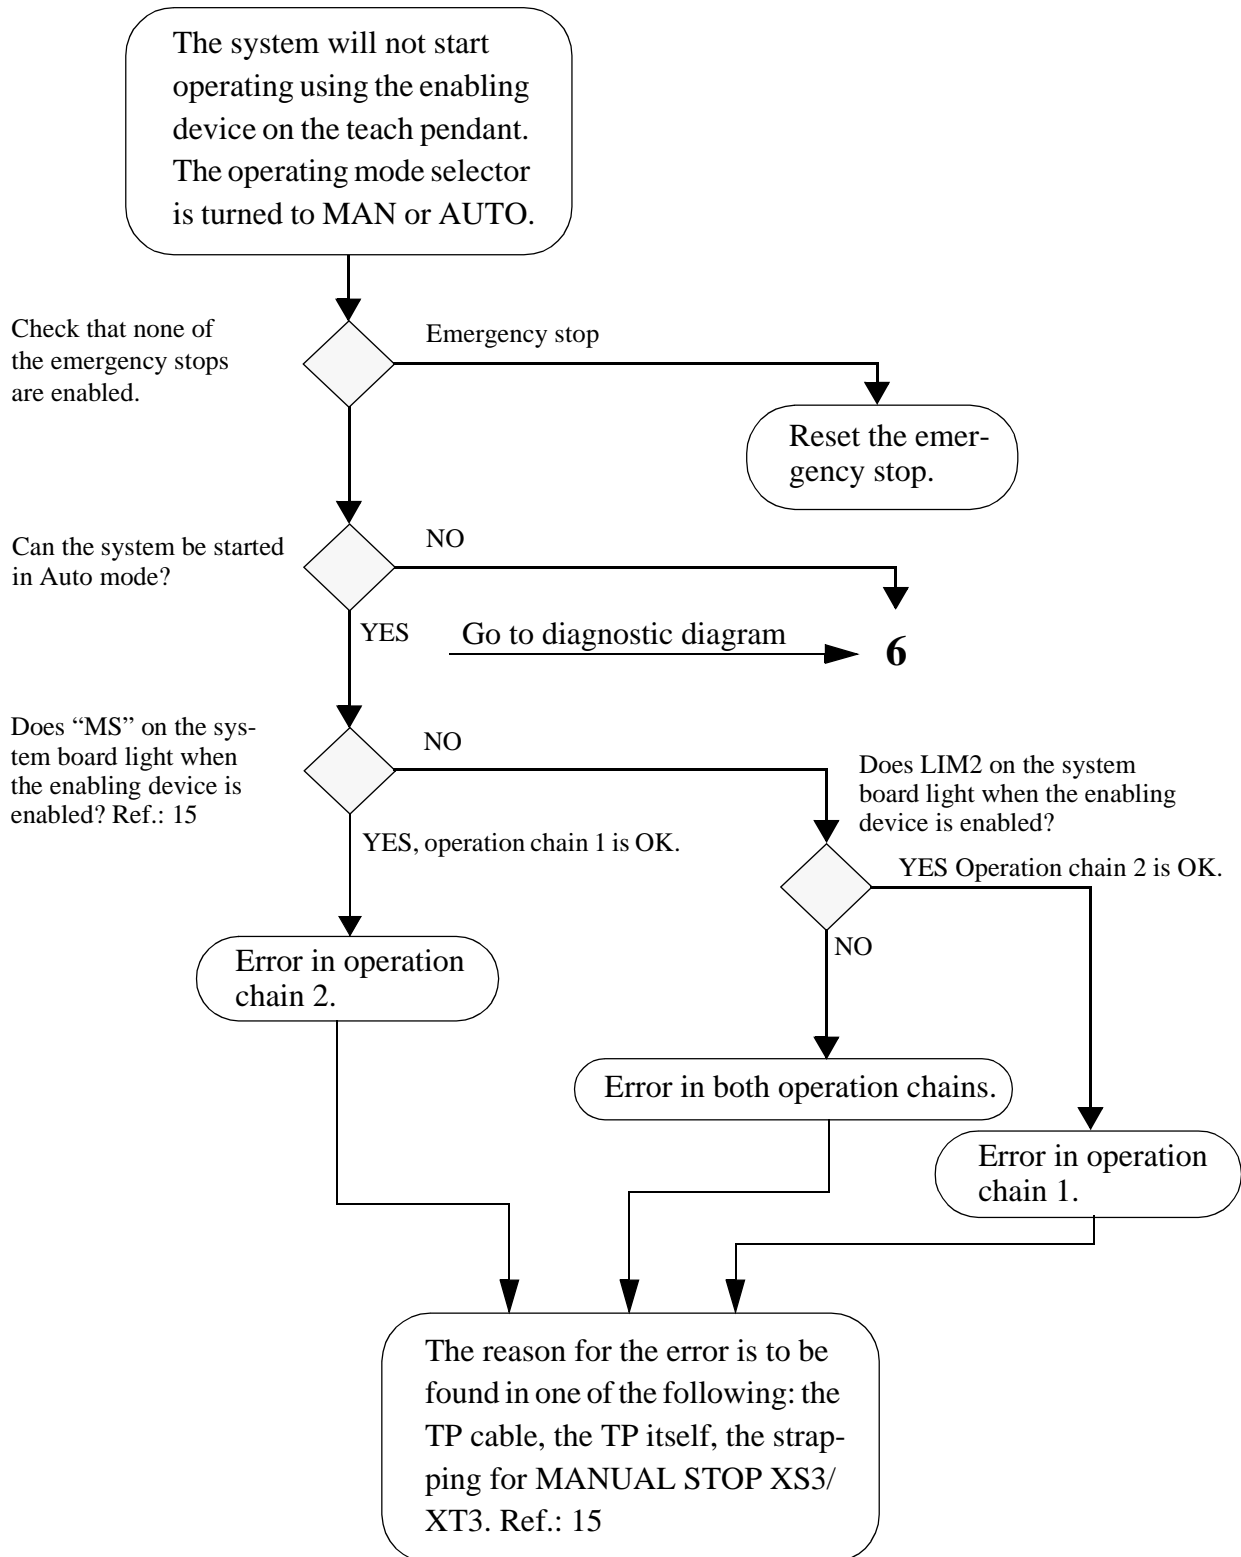 The system will not start
operating using the enabling
device on the teach pendant.
The operating mode selector
is turned to MAN or AUTO.
Check that none of
the emergency stops
are enabled.
Emergency stop
Reset the emer-
gency stop.
Can the system be started
in Auto mode?
NO
YES
Go to diagnostic diagram
6
Does “MS” on the sys-
tem board light when
the enabling device is
enabled? Ref.: 15
NO
Does LIM2 on the system
board light when the enabling
device is enabled?
YES, operation chain 1 is OK.
YES Operation chain 2 is OK.
NO
Error in operation
chain 2.
Error in both operation chains.
Error in operation
chain 1.
The reason for the error is to be
found in one of the following: the
TP cable, the TP itself, the strap-
ping for MANUAL STOP XS3/
XT3. Ref.: 15